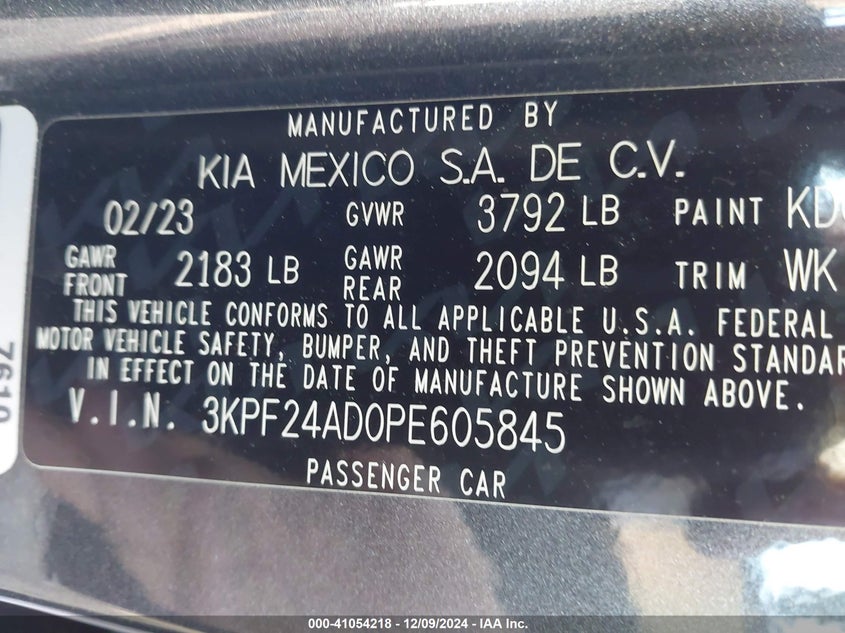 MANUFACTURED BY
KIA MEXICO S.A. DE C.V.
02/23 GVWR 3792 LB PAINT KD
GAWR FRONT 2183 LB GAWR REAR 2094 LB TRIM WK
THIS VEHICLE CONFORMS TO ALL APPLICABLE U.S.A. FEDERAL
MOTOR VEHICLE SAFETY, BUMPER, AND THEFT PREVENTION STANDAR
IN EFFECT ON THE DATE OF MANUFACTURE SHOWN ABOVE.
V.I.N. 3KPF24AD0PE605845
PASSENGER CAR
000-41054218 - 12/09/2024 - IAA Inc.